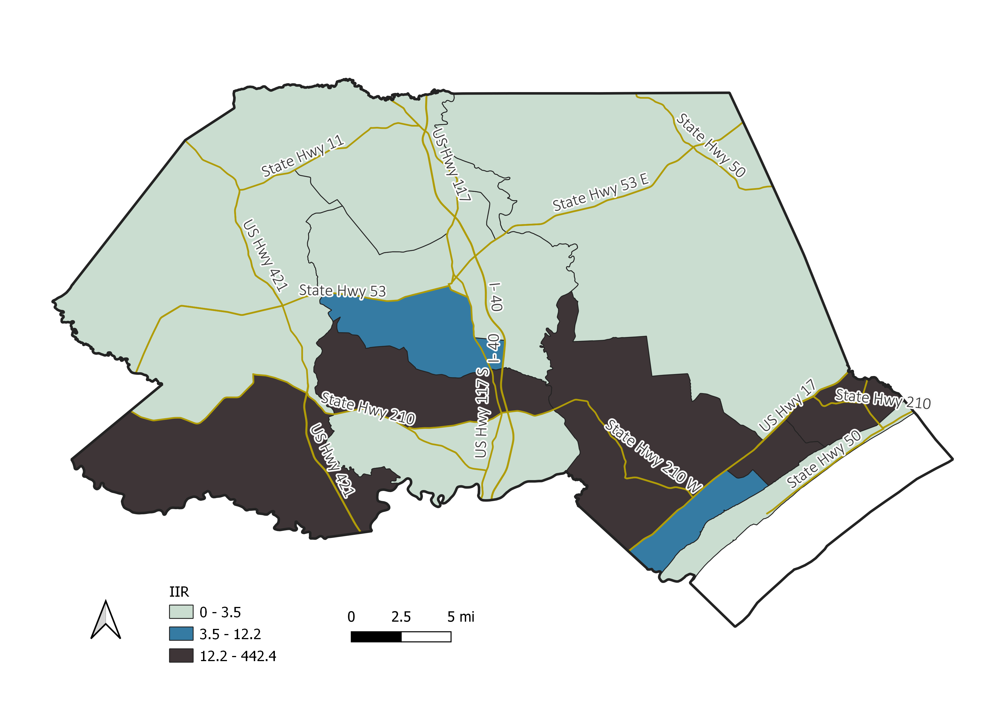 State Hwy 50
State Hwy 11
US Hwy 117
State Hwy 53 E
US Hwy 421
State Hwy 53
I- 40
I- 40
US Hwy 117 S
US Hwy 17
State Hwy 210
State Hwy 210
State Hwy 210 W
US Hwy 421
State Hwy 50
IIR
0 - 3.5
3.5 - 12.2
12.2 - 442.4
0 2.5 5 mi